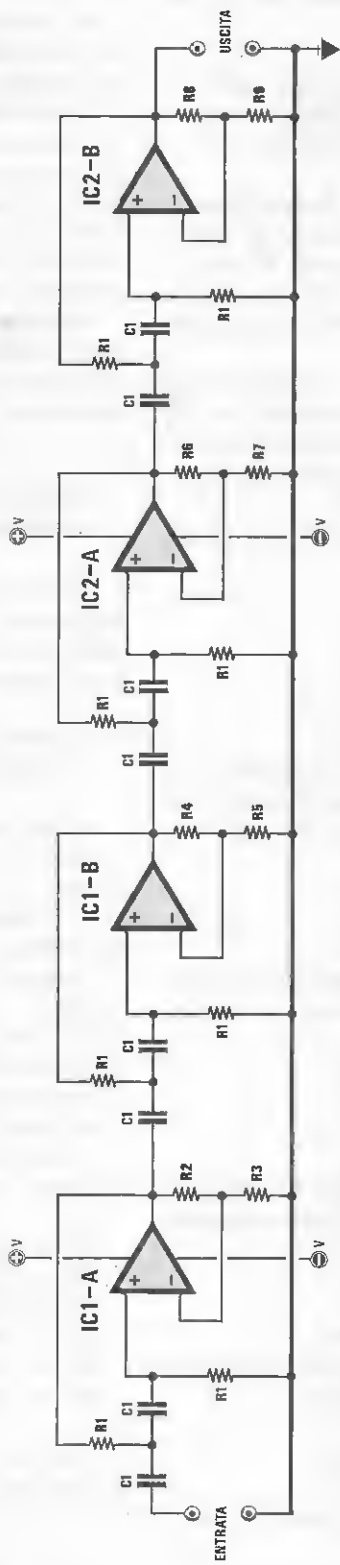 ENTRATA
C1
R1
C1
R1
IC1-A
+
−
+ V
− V
R2
R3
C1
R1
C1
R1
IC1-B
+
−
R4
R5
C1
R1
C1
R1
IC2-A
+
−
+ V
− V
R6
R7
C1
R1
C1
R1
IC2-B
+
−
R8
R9
USCITA